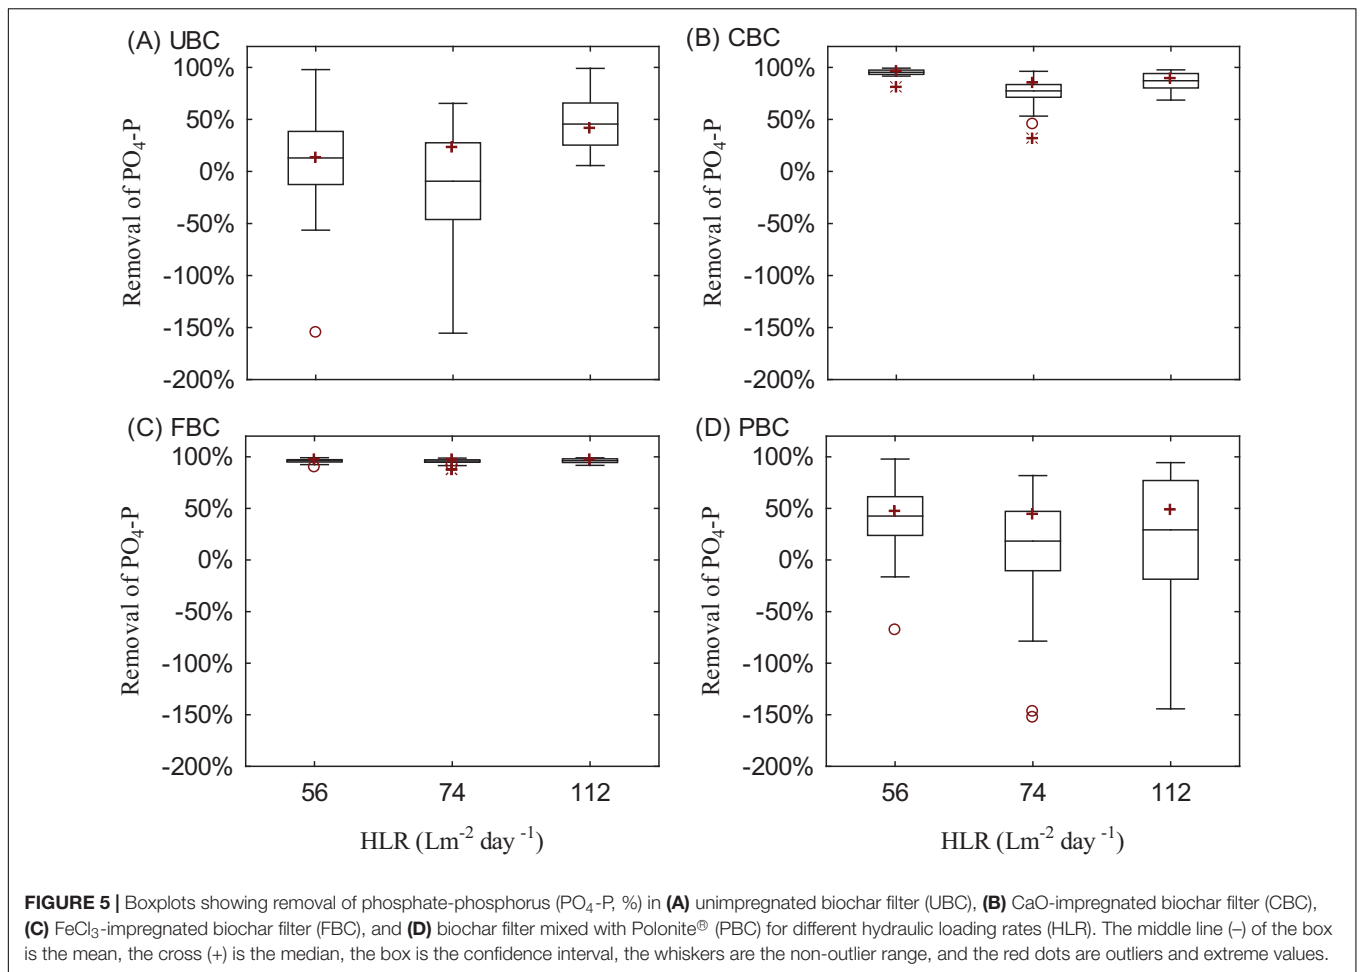 (A) UBC
100%
50%
0%
-50%
-100%
-150%
-200%
Removal of PO4-P
(B) CBC
100%
50%
0%
-50%
-100%
-150%
-200%
Removal of PO4-P
(C) FBC
100%
50%
0%
-50%
-100%
-150%
-200%
Removal of PO4-P
56 74 112
HLR (Lm-2 day -1)
(D) PBC
100%
50%
0%
-50%
-100%
-150%
-200%
Removal of PO4-P
56 74 112
HLR (Lm-2 day -1)
FIGURE 5 | Boxplots showing removal of phosphate-phosphorus (PO4-P, %) in (A) unimpregnated biochar filter (UBC), (B) CaO-impregnated biochar filter (CBC),
(C) FeCl3-impregnated biochar filter (FBC), and (D) biochar filter mixed with Polonite® (PBC) for different hydraulic loading rates (HLR). The middle line (–) of the box
is the mean, the cross (+) is the median, the box is the confidence interval, the whiskers are the non-outlier range, and the red dots are outliers and extreme values.